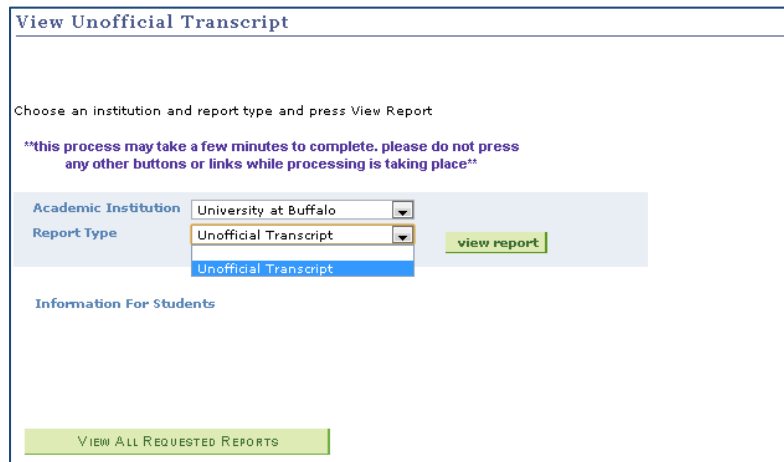 View Unofficial Transcript
Choose an institution and report type and press View Report
**this process may take a few minutes to complete. please do not press
any other buttons or links while processing is taking place**
Academic Institution University at Buffalo
Report Type Unofficial Transcript
view report
Unofficial Transcript
Information For Students
VIEW ALL REQUESTED REPORTS